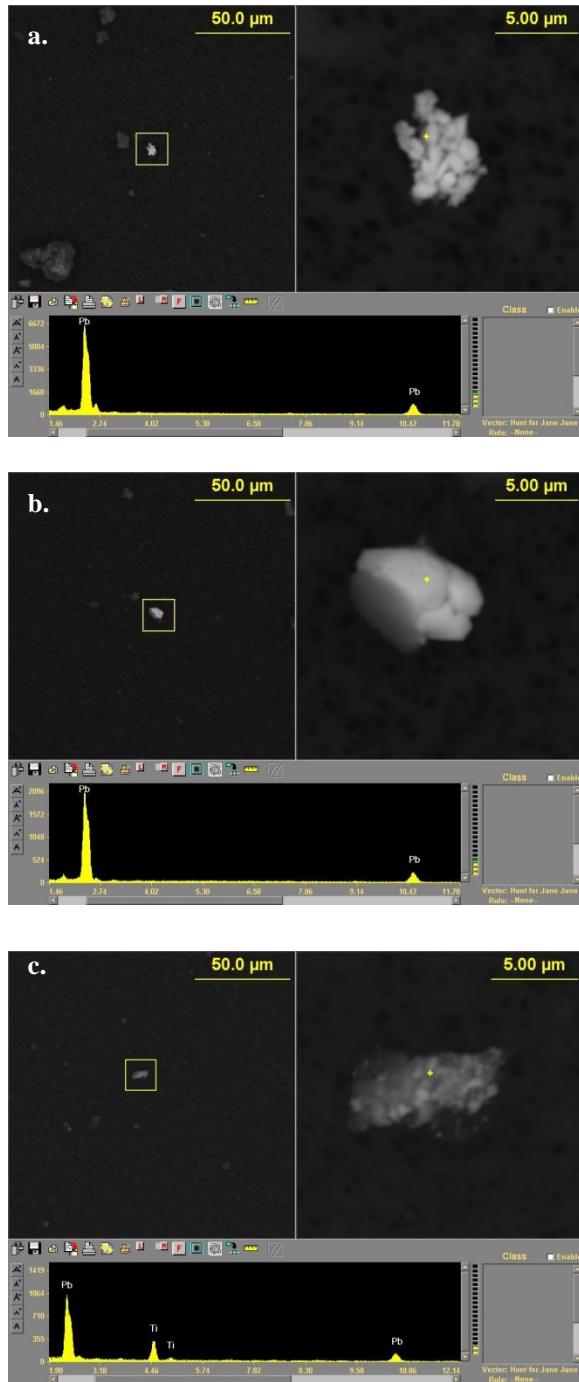 a.
50.0 µm
5.00 µm
Class
Enable
6672
5004
3336
1668
0
Pb
Pb
1.46 2.74 4.02 5.30 6.58 7.86 9.14 10.42 11.70
Vector: Hunt for Jane June
Rule: --None--
b.
50.0 µm
5.00 µm
Class
Enable
2096
1572
1048
524
0
Pb
Pb
1.46 2.74 4.02 5.30 6.58 7.86 9.14 10.42 11.70
Vector: Hunt for Jane June
Rule: --None--
c.
50.0 µm
5.00 µm
Class
Enable
1419
1064
710
355
0
Pb
Ti
Ti
Pb
1.90 3.18 4.46 5.74 7.02 8.30 9.58 10.86 12.14
Vector: Hunt for Jane June
Rule: --None--